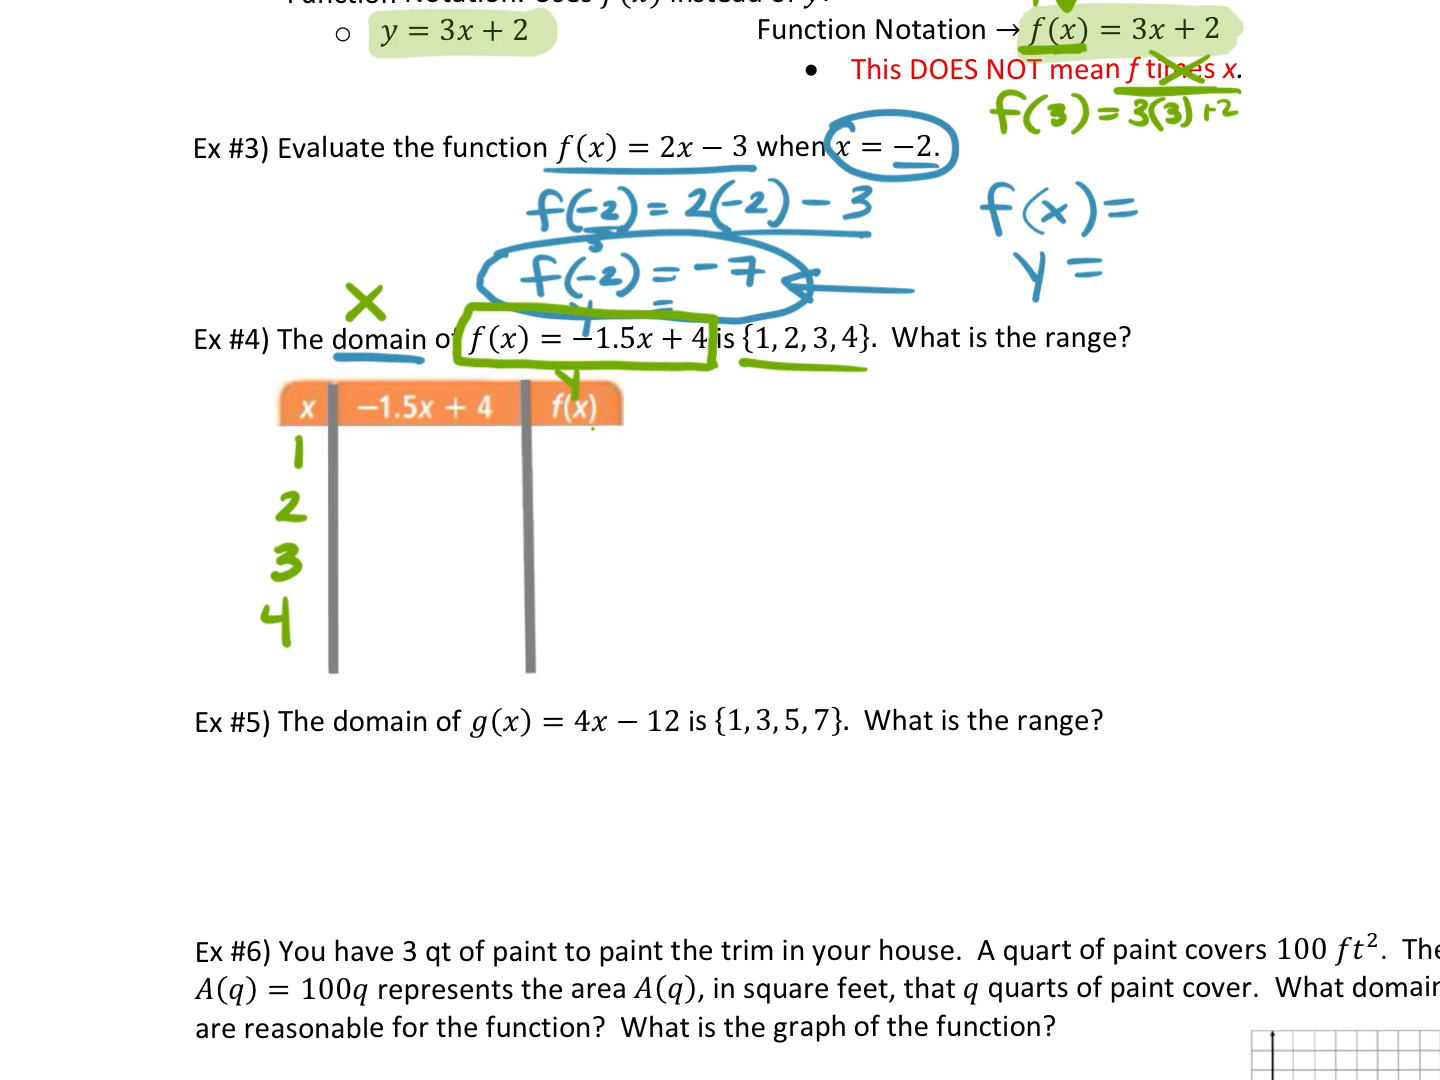 y = 3x + 2
Function Notation → f(x) = 3x + 2
• This DOES NOT mean f times x.
f(3) = 3(3) + 2
Ex #3) Evaluate the function f(x) = 2x − 3 when x = −2.
f(-2) = 2(-2) - 3
f(x) =
f(-2) = -7
y =
y =
x
Ex #4) The domain of f(x) = −1.5x + 4 is {1, 2, 3, 4}. What is the range?
y
x −1.5x + 4 f(x)
1
2
3
4
Ex #5) The domain of g(x) = 4x − 12 is {1, 3, 5, 7}. What is the range?
Ex #6) You have 3 qt of paint to paint the trim in your house. A quart of paint covers 100 ft². The
A(q) = 100q represents the area A(q), in square feet, that q quarts of paint cover. What domain
are reasonable for the function? What is the graph of the function?